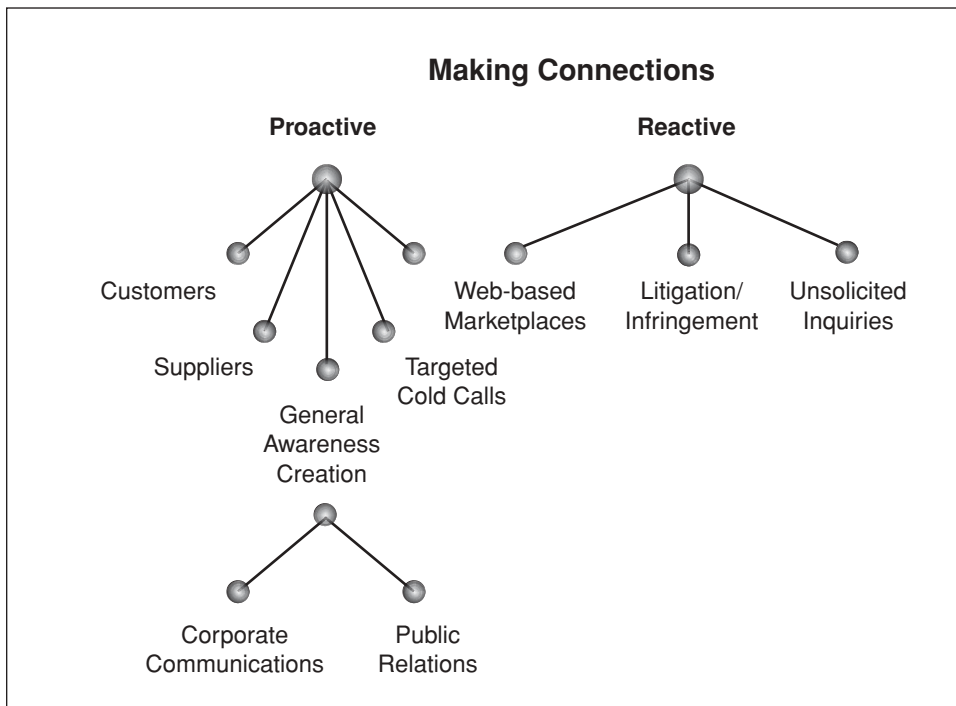 Making Connections
Proactive
Reactive
Customers
Suppliers
General
Awareness
Creation
Targeted
Cold Calls
Web-based
Marketplaces
Litigation/
Infringement
Unsolicited
Inquiries
Corporate
Communications
Public
Relations